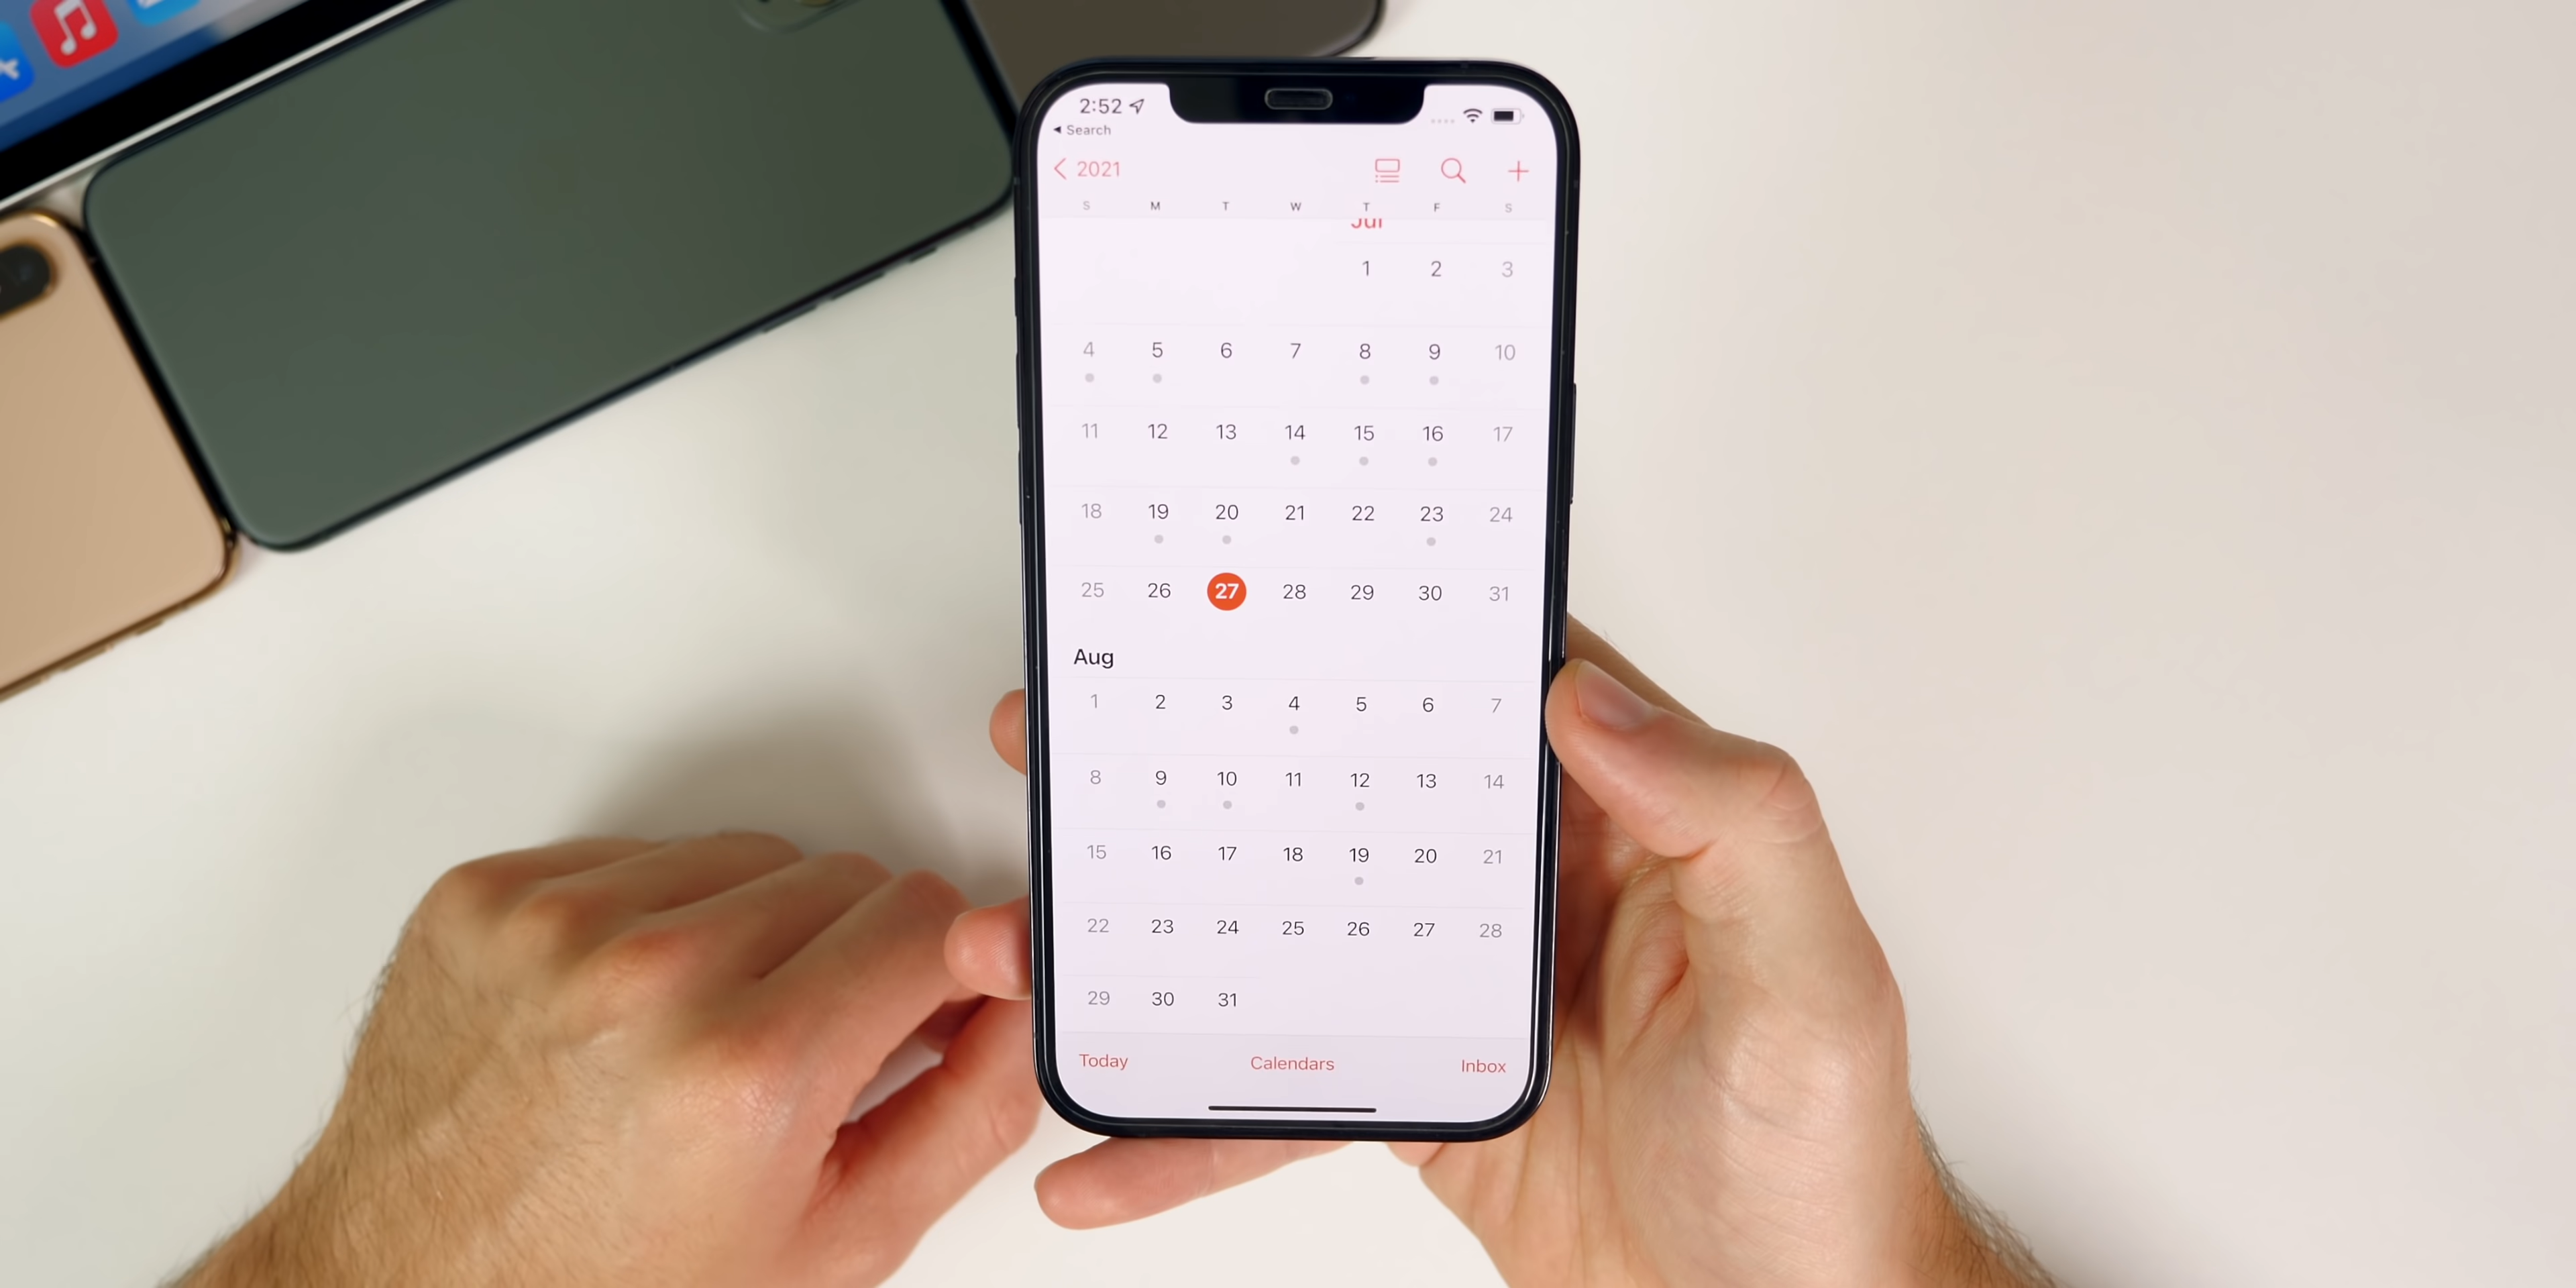 2:52
Search
2021
S M T W T F S
Jul
1 2 3
4 5 6 7 8 9 10
11 12 13 14 15 16 17
18 19 20 21 22 23 24
25 26 27 28 29 30 31
Aug
1 2 3 4 5 6 7
8 9 10 11 12 13 14
15 16 17 18 19 20 21
22 23 24 25 26 27 28
29 30 31
Today Calendars Inbox